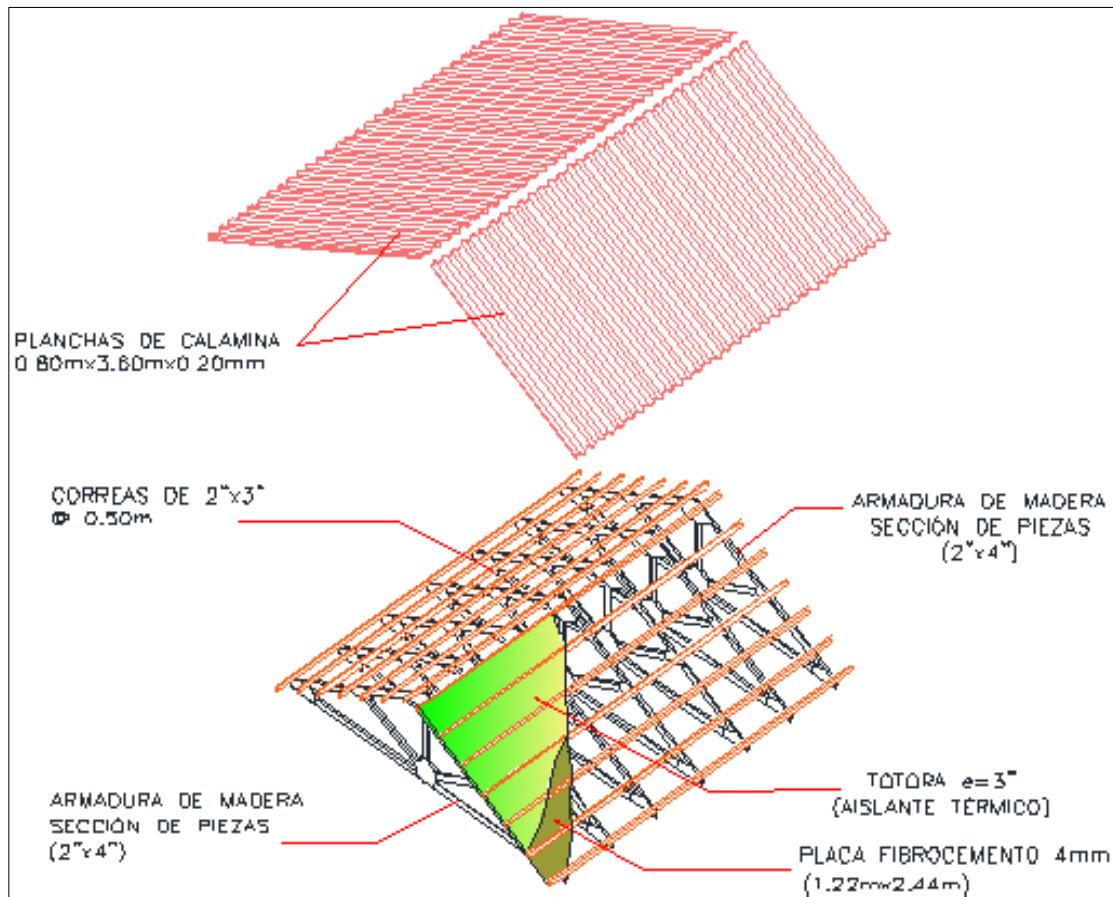 PLANCHAS DE CALAMINA
0.80mx3.60mx0.20mm
CORREAS DE 2"x3"
@ 0.50m
ARMADURA DE MADERA
SECCIÓN DE PIEZAS
(2"x4")
ARMADURA DE MADERA
SECCIÓN DE PIEZAS
(2"x4")
TOTORA e=3"
(AISLANTE TÉRMICO)
PLACA FIBROCEMENTO 4mm
(1.22mx2.44m)